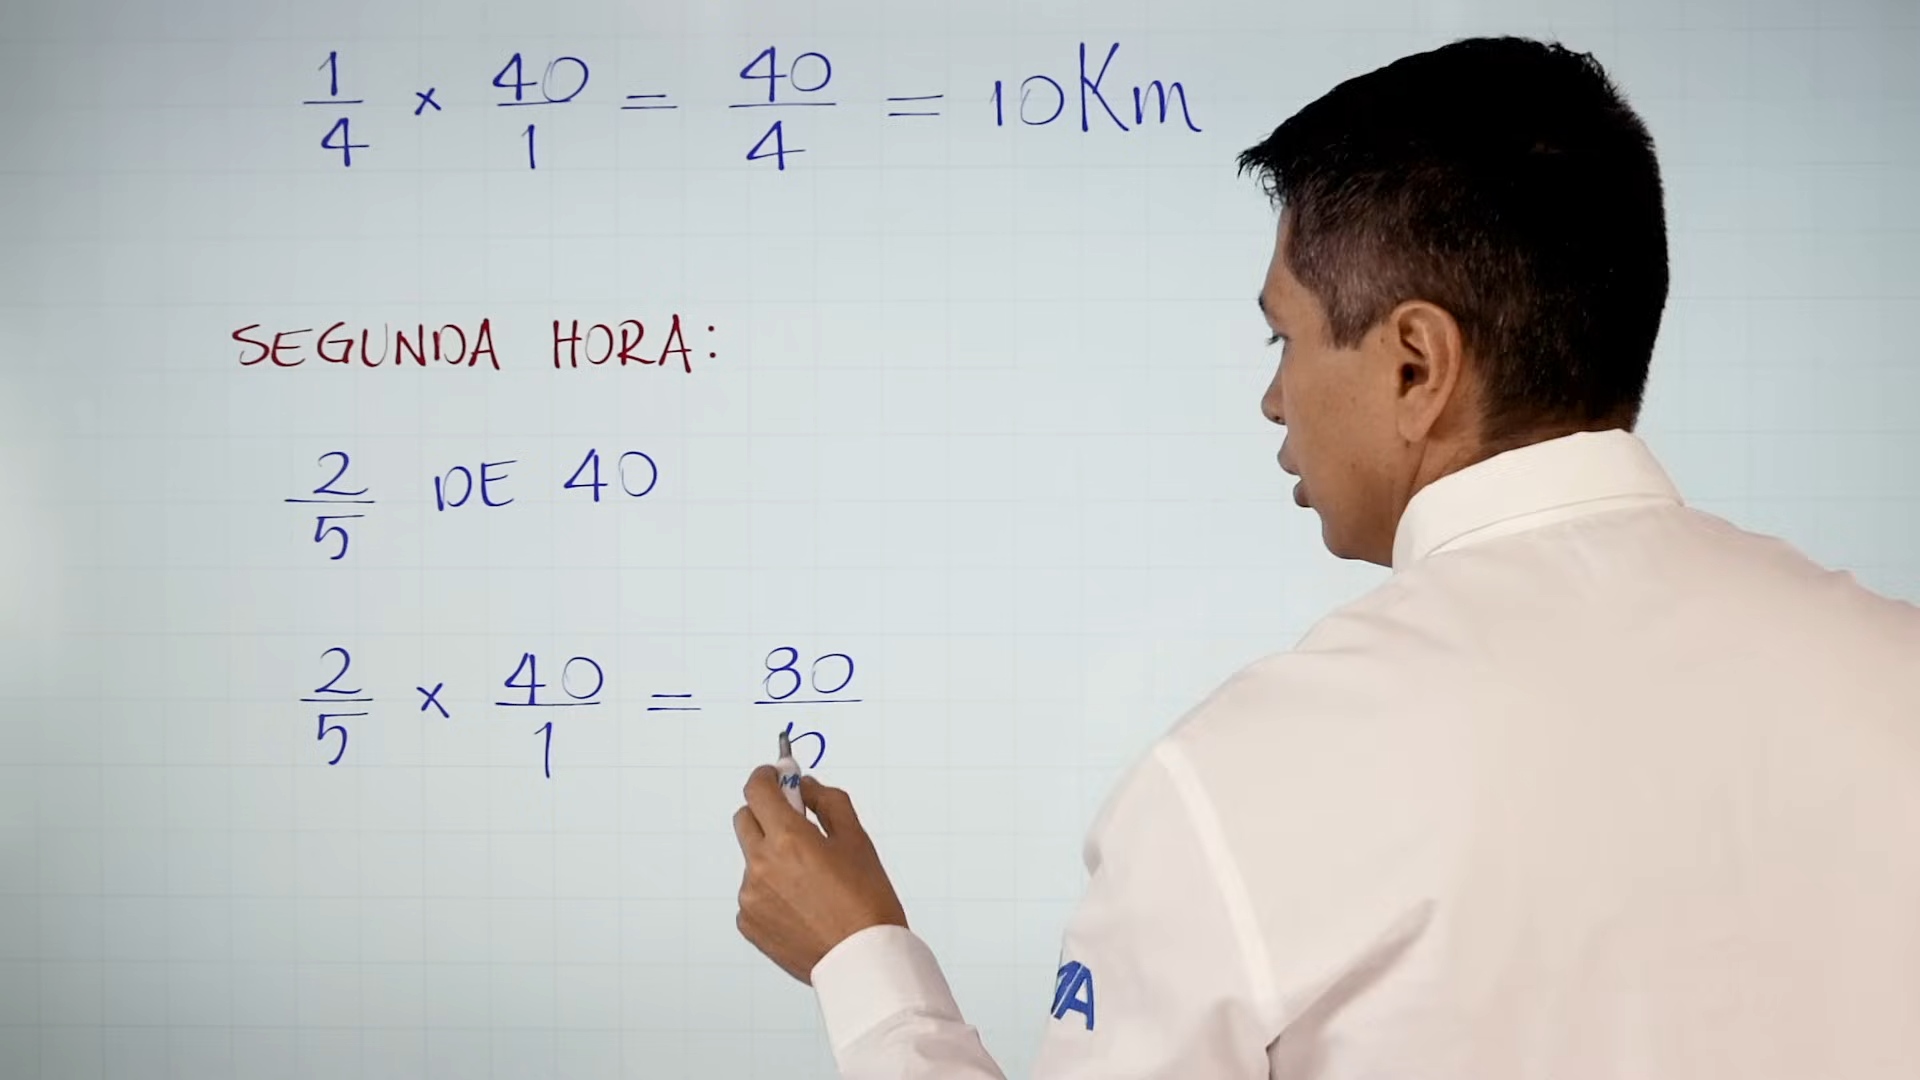 1/4 × 40/1 = 40/4 = 10Km
SEGUNDA HORA:
2/5 DE 40
2/5 × 40/1 = 80/5
MA